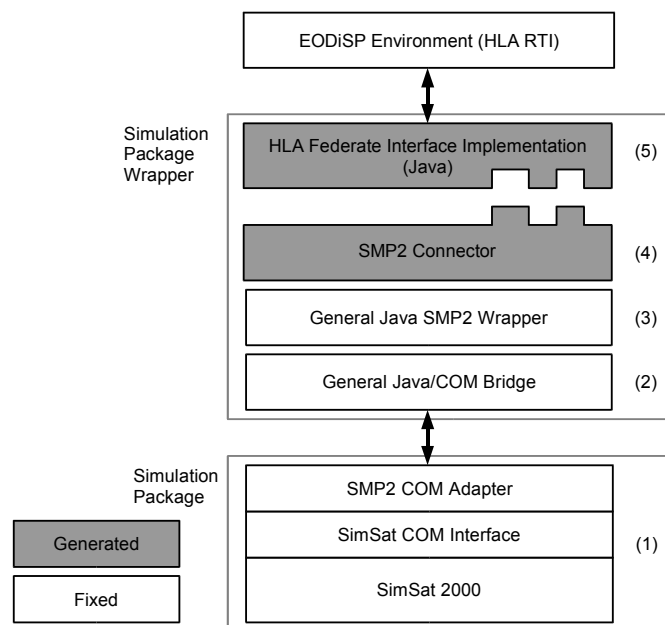 EODiSP Environment (HLA RTI)
Simulation
Package
Wrapper
HLA Federate Interface Implementation
(Java)
(5)
SMP2 Connector
(4)
General Java SMP2 Wrapper
(3)
General Java/COM Bridge
(2)
Simulation
Package
SMP2 COM Adapter
SimSat COM Interface
(1)
SimSat 2000
Generated
Fixed